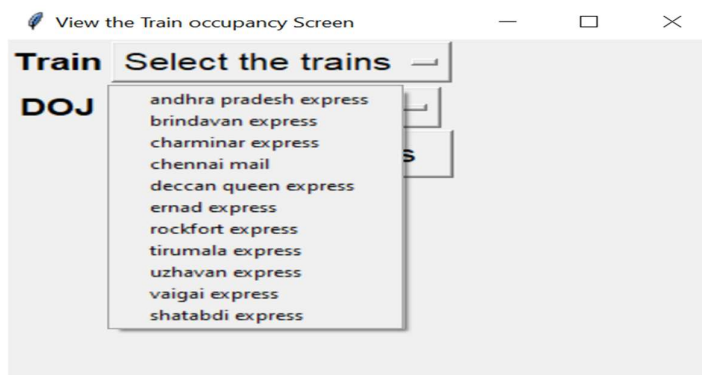 View the Train occupancy Screen
Train Select the trains
DOJ
andhra pradesh express
brindavan express
charminar express
chennai mail
deccan queen express
ernad express
rockfort express
tirumala express
uzhavan express
vaigai express
shatabdi express